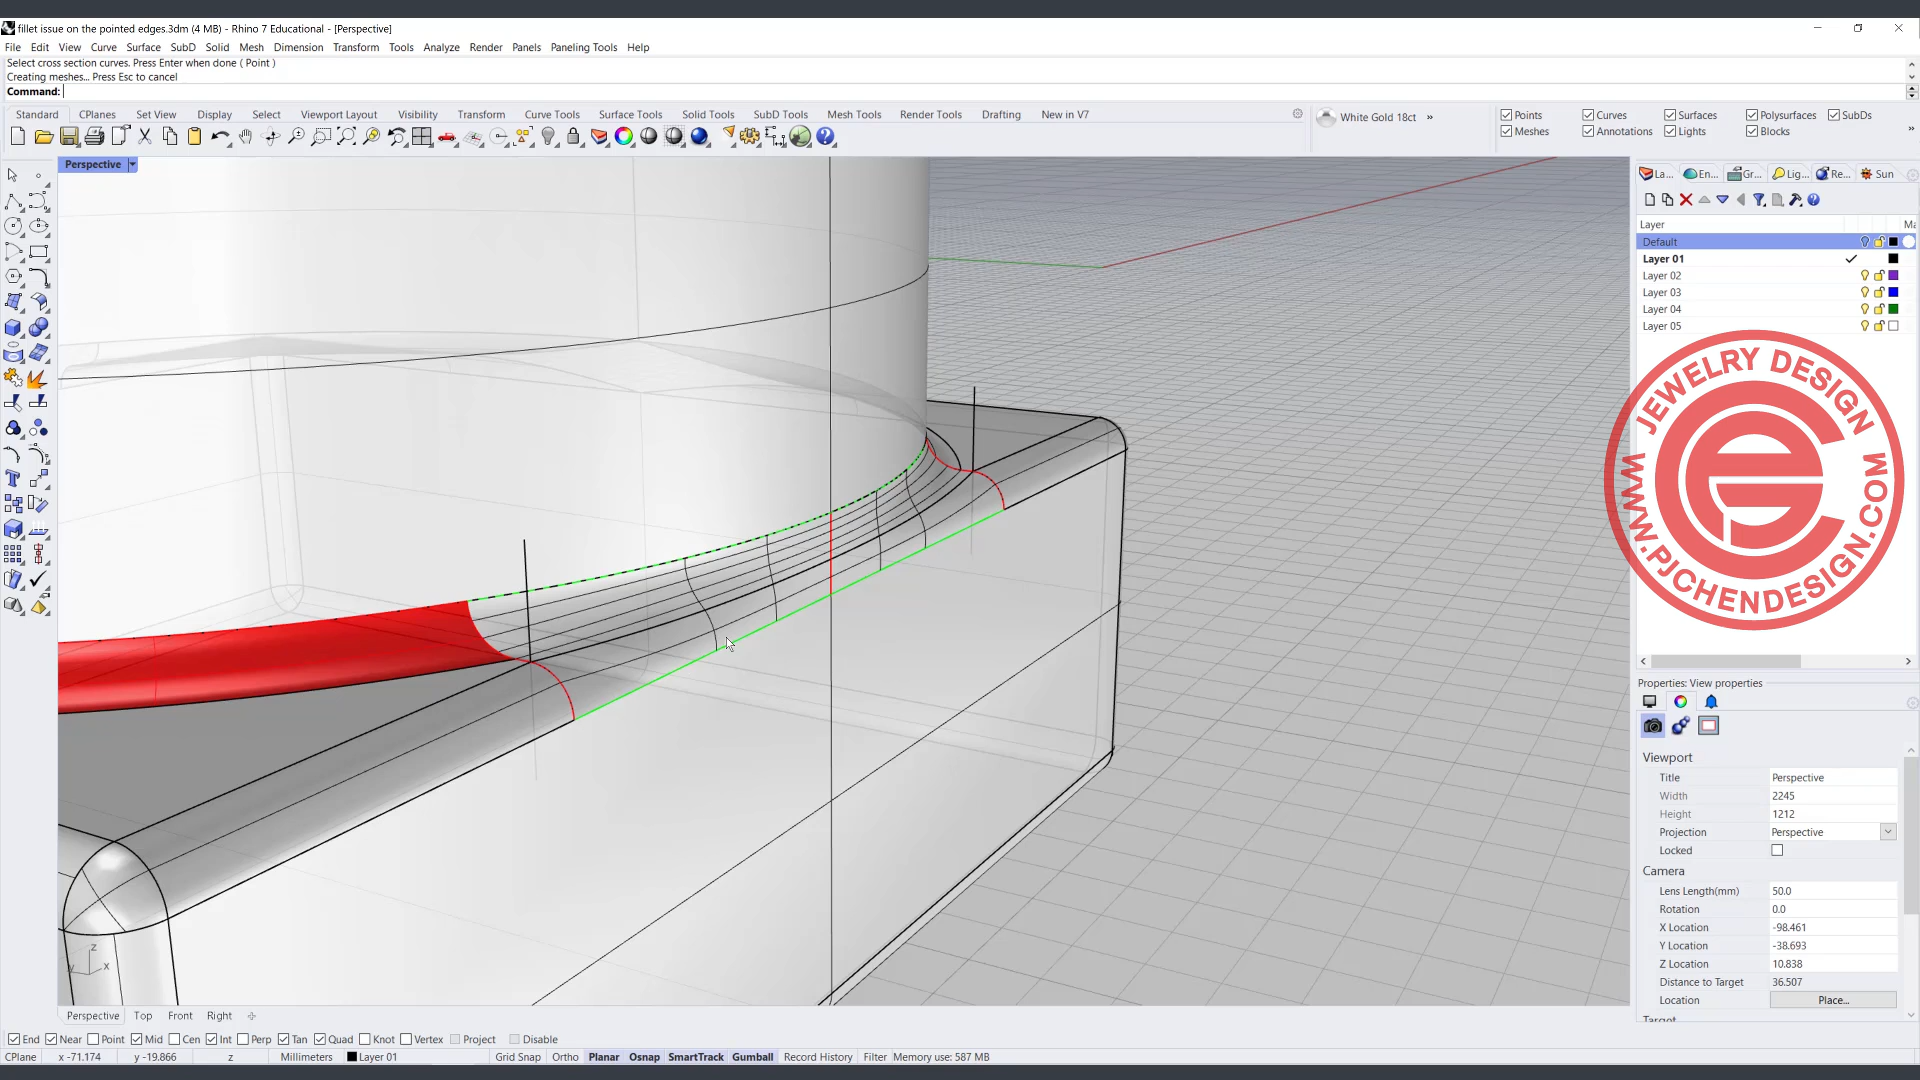 fillet issue on the pointed edges.3dm (4 MB) - Rhino 7 Educational - [Perspective]
File Edit View Curve Surface SubD Solid Mesh Dimension Transform Tools Analyze Render Panels Paneling Tools Help
Select cross section curves. Press Enter when done ( Point )
Creating meshes... Press Esc to cancel
Command:
Standard CPlanes Set View Display Select Viewport Layout Visibility Transform Curve Tools Surface Tools Solid Tools SubD Tools Mesh Tools Render Tools Drafting New in V7
White Gold 18ct »
Points Curves Surfaces Polysurfaces SubDs
Meshes Annotations Lights Blocks »
Perspective
La... En... Gr... Lig... Re... Sun
Layer Ma
Default
Layer 01
Layer 02
Layer 03
Layer 04
Layer 05
JEWELRY DESIGN
WWW.PJCHENDESIGN.COM
Properties: View properties
Viewport
Title Perspective
Width 2245
Height 1212
Projection Perspective
Locked
Camera
Lens Length(mm) 50.0
Rotation 0.0
X Location -98.461
Y Location -38.693
Z Location 10.838
Distance to Target 36.507
Location Place...
Target
z
y x
Perspective Top Front Right
End Near Point Mid Cen Int Perp Tan Quad Knot Vertex Project Disable
CPlane x -71.174 y -19.866 z Millimeters Layer 01 Grid Snap Ortho Planar Osnap SmartTrack Gumball Record History Filter Memory use: 587 MB